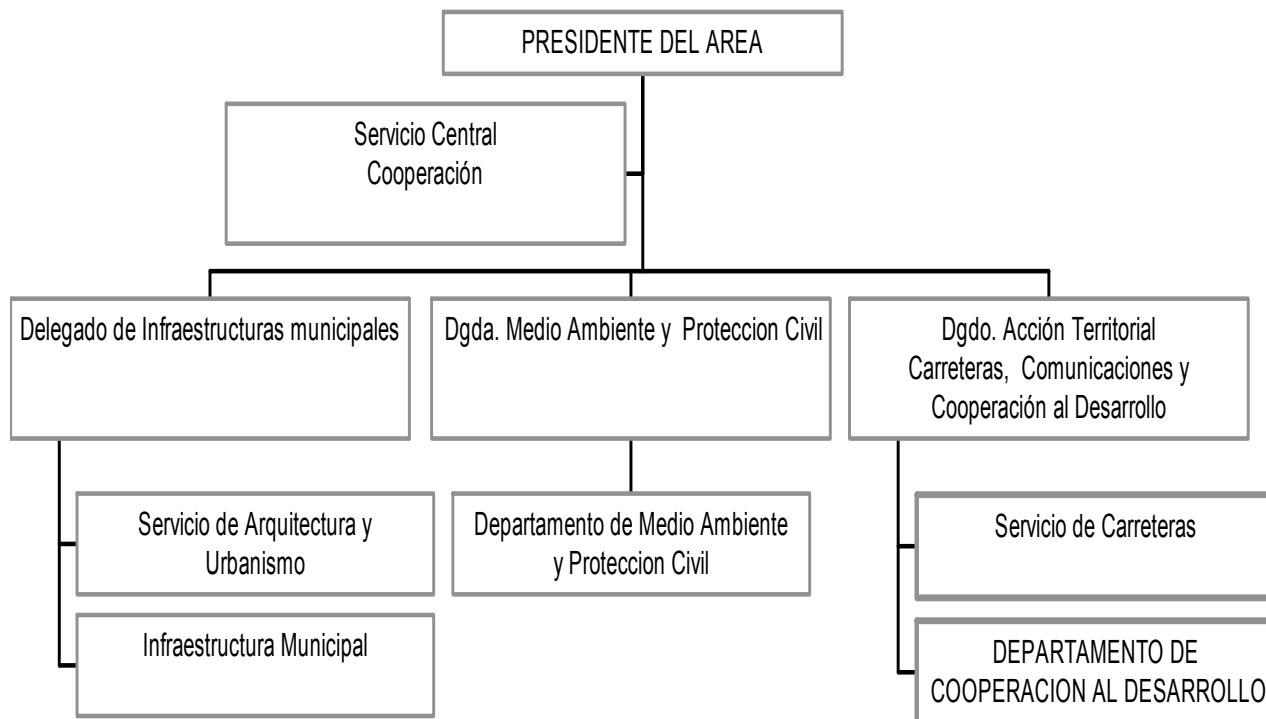 PRESIDENTE DEL AREA
Servicio Central
Cooperación
Delegado de Infraestructuras municipales
Dgda. Medio Ambiente y Proteccion Civil
Dgdo. Acción Territorial
Carreteras, Comunicaciones y
Cooperación al Desarrollo
Servicio de Arquitectura y
Urbanismo
Departamento de Medio Ambiente
y Proteccion Civil
Servicio de Carreteras
Infraestructura Municipal
DEPARTAMENTO DE
COOPERACION AL DESARROLLO